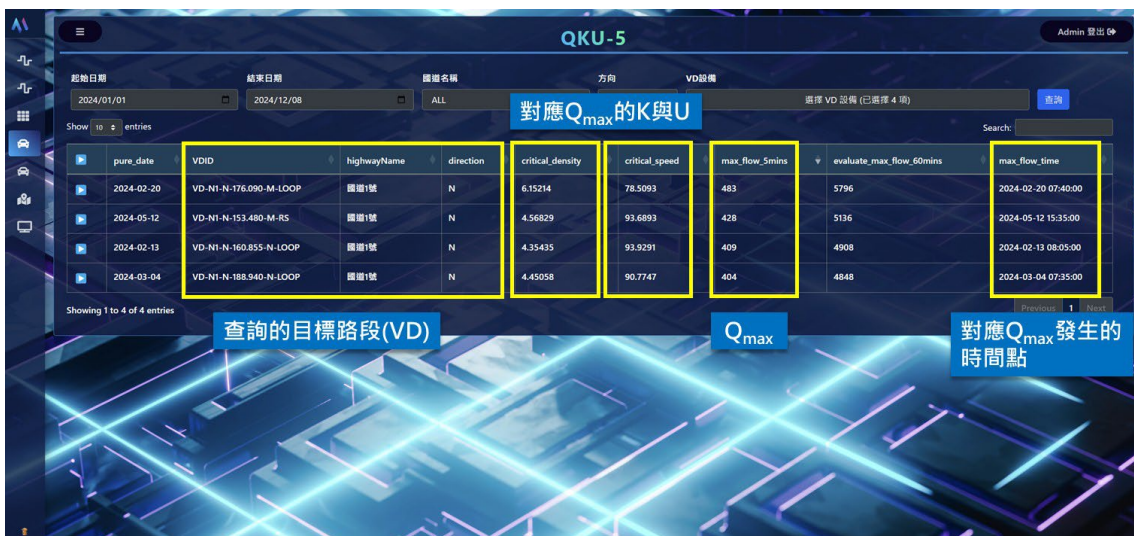 QKU-5
Admin 登出
起始日期 結束日期 國道名稱 方向 VD設備
2024/01/01 2024/12/08 ALL 選擇 VD 設備 (已選擇 4 項) 查詢
對應Qmax的K與U
Show 10 entries Search:
pure_date VDID highwayName direction critical_density critical_speed max_flow_5mins evaluate_max_flow_60mins max_flow_time
2024-02-20 VD-N1-N-176.090-M-LOOP 國道1號 N 6.15214 78.5093 483 5796 2024-02-20 07:40:00
2024-05-12 VD-N1-N-153.480-M-RS 國道1號 N 4.56829 93.6893 428 5136 2024-05-12 15:35:00
2024-02-13 VD-N1-N-160.855-N-LOOP 國道1號 N 4.35435 93.9291 409 4908 2024-02-13 08:05:00
2024-03-04 VD-N1-N-188.940-N-LOOP 國道1號 N 4.45058 90.7747 404 4848 2024-03-04 07:35:00
Showing 1 to 4 of 4 entries Previous 1 Next
查詢的目標路段(VD)
Qmax
對應Qmax發生的
時間點